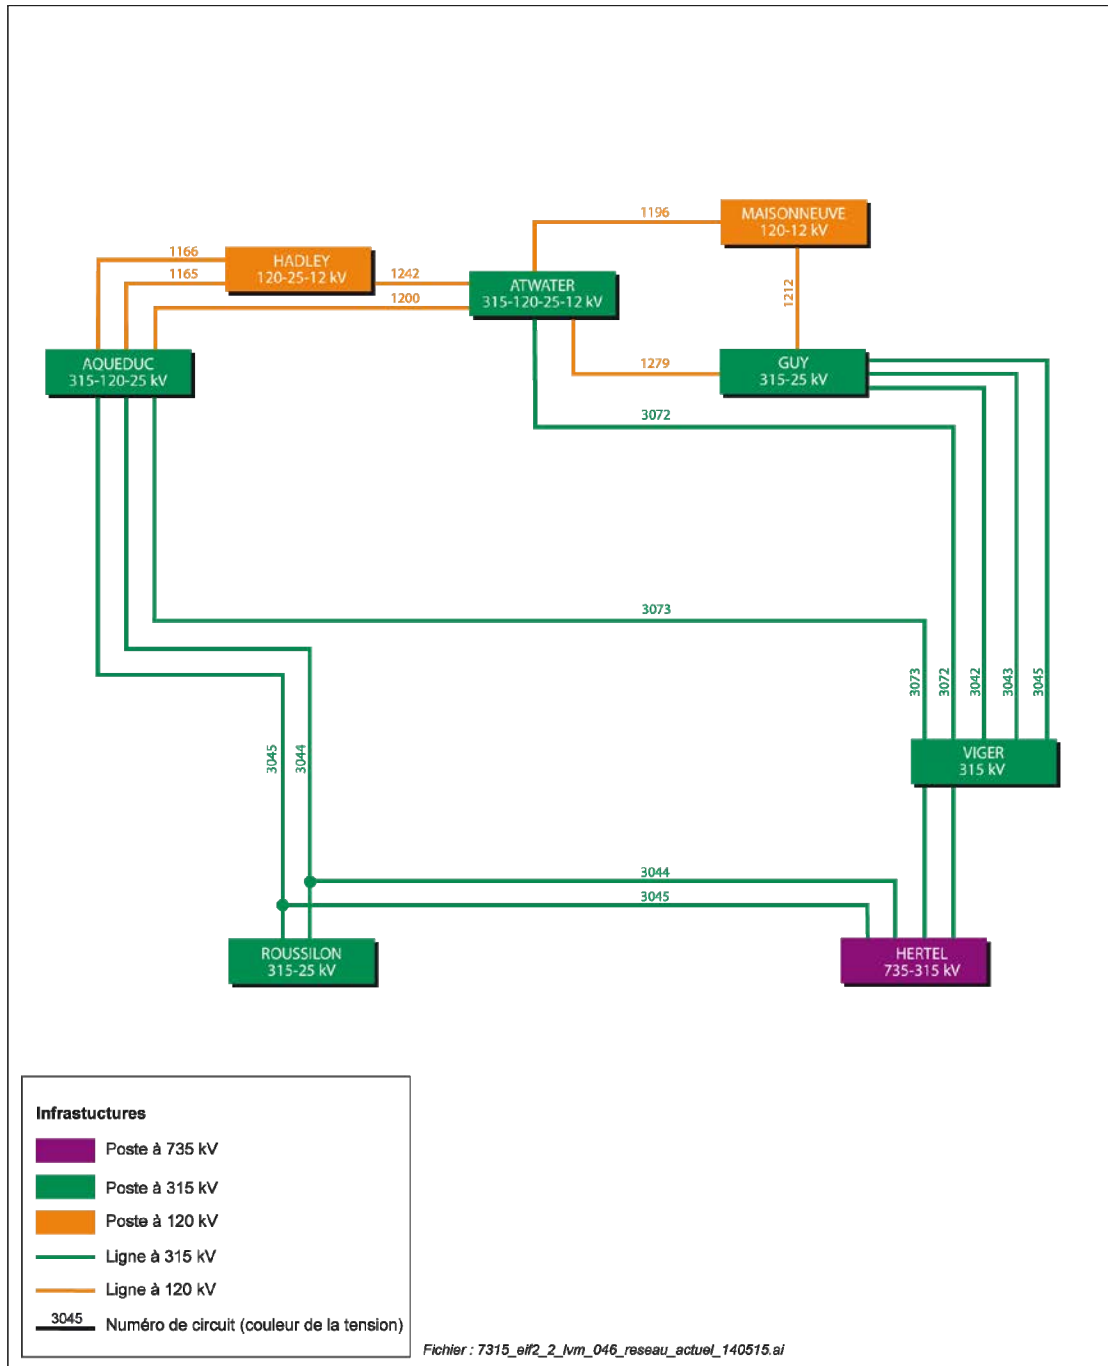 1196
MAISONNEUVE
120-12 kV
1166
HADLEY
120-25-12 kV
1165
1242
ATWATER
315-120-25-12 kV
1200
1212
AQUEDUC
315-120-25 kV
1279
GUY
315-25 kV
3072
3073
3073
3072
3042
3043
3045
3045
3044
VIGER
315 kV
3044
3045
ROUSSILON
315-25 kV
HERTEL
735-315 kV
Infrastuctures
Poste à 735 kV
Poste à 315 kV
Poste à 120 kV
Ligne à 315 kV
Ligne à 120 kV
3045 Numéro de circuit (couleur de la tension)
Fichier : 7315_eif2_2_lvm_046_reseau_actuel_140515.ai